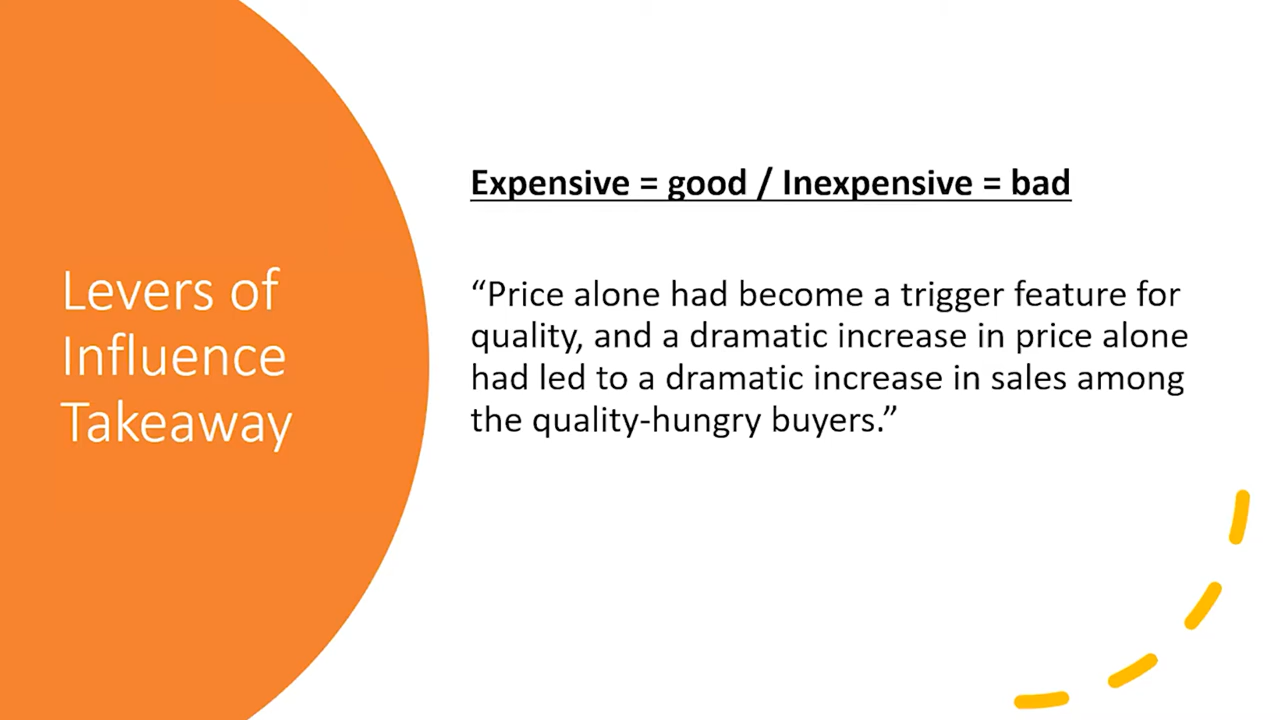 Levers of
Influence
Takeaway
Expensive = good / Inexpensive = bad
“Price alone had become a trigger feature for
quality, and a dramatic increase in price alone
had led to a dramatic increase in sales among
the quality-hungry buyers.”